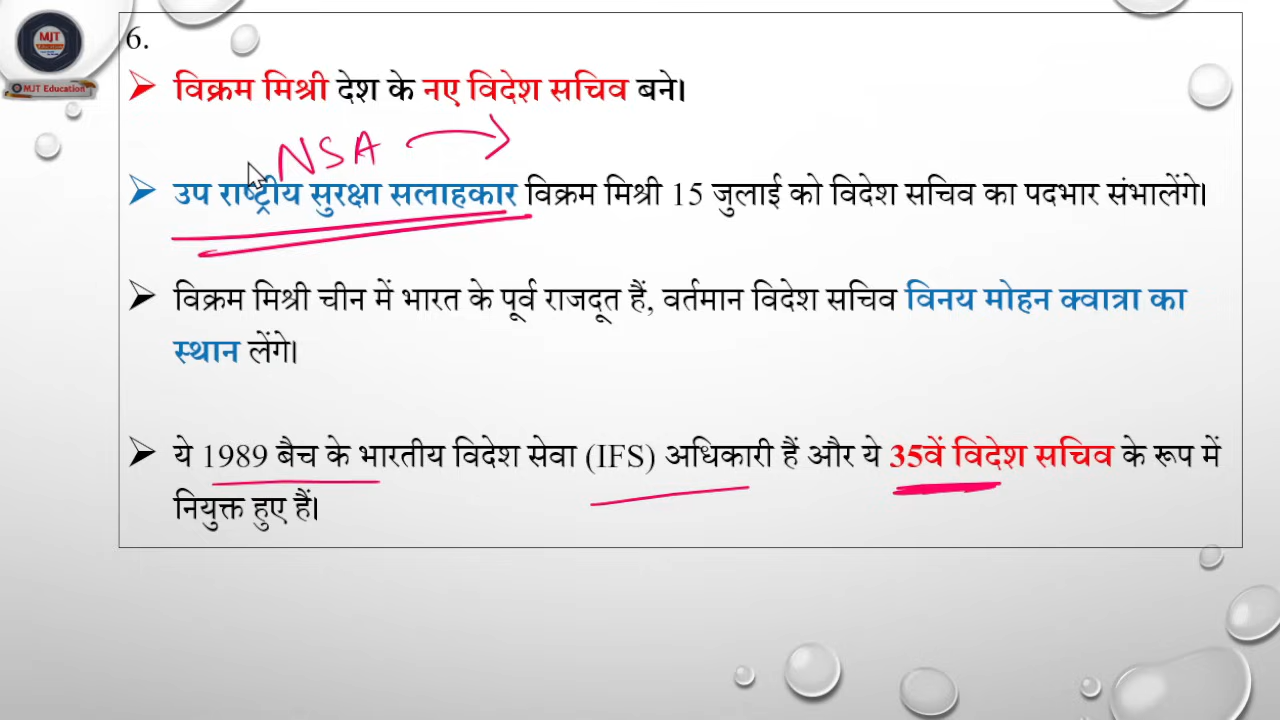 MJT
MJT Education
6.
विक्रम मिश्री देश के नए विदेश सचिव बने।
NSA
उप राष्ट्रीय सुरक्षा सलाहकार विक्रम मिश्री 15 जुलाई को विदेश सचिव का पदभार संभालेंगे।
विक्रम मिश्री चीन में भारत के पूर्व राजदूत हैं, वर्तमान विदेश सचिव विनय मोहन क्वात्रा का
स्थान लेंगे।
ये 1989 बैच के भारतीय विदेश सेवा (IFS) अधिकारी हैं और ये 35वें विदेश सचिव के रूप में
नियुक्त हुए हैं।